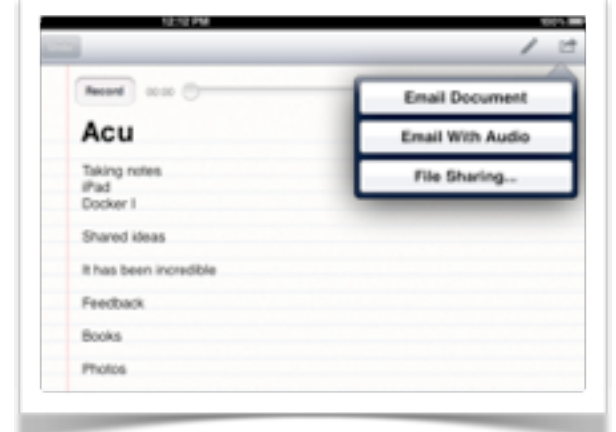 12:12 PM
100%
Record
00:00
Email Document
Email With Audio
File Sharing...
Acu
Taking notes
iPad
Docker I
Shared ideas
It has been incredible
Feedback
Books
Photos